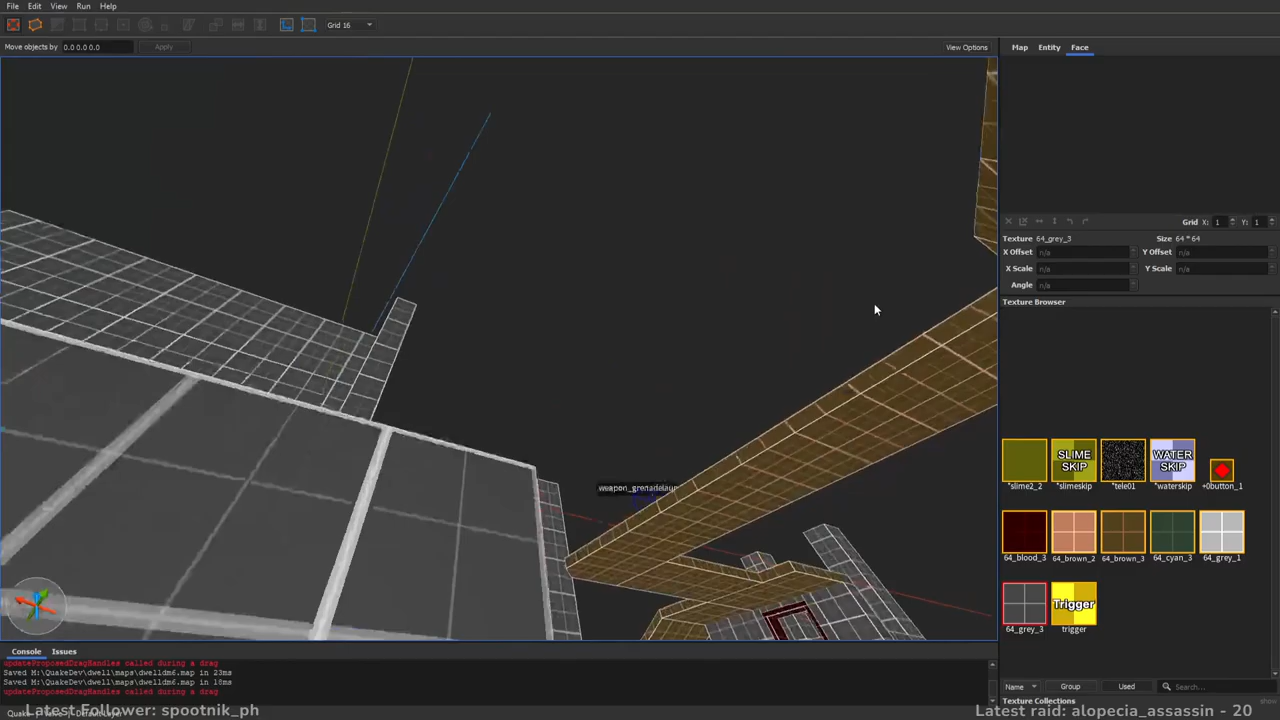 File Edit View Run Help
Grid 16
Move objects by 0.0 0.0 0.0 Apply View Options
Map Entity Face
Grid X: 1 Y: 1
Texture 64_grey_3 Size 64 * 64
X Offset n/a Y Offset n/a
X Scale n/a Y Scale n/a
Angle n/a
Texture Browser
SLIME SKIP
WATER SKIP
*slime2_2 *slimeskip *tele01 *waterskip +0button_1
64_blood_3 64_brown_2 64_brown_3 64_cyan_3 64_grey_1
Trigger
64_grey_3 trigger
weapon_grenadelaun
Console Issues
updateProposedDragHandles called during a drag
Saved M:\QuakeDev\dwell\maps\dwelldm6.map in 23ms
Saved M:\QuakeDev\dwell\maps\dwelldm6.map in 18ms
updateProposedDragHandles called during a drag
Name Group Used Search...
Texture Collections show
Latest Follower: spootnik_ph
Latest raid: alopecia_assassin - 20